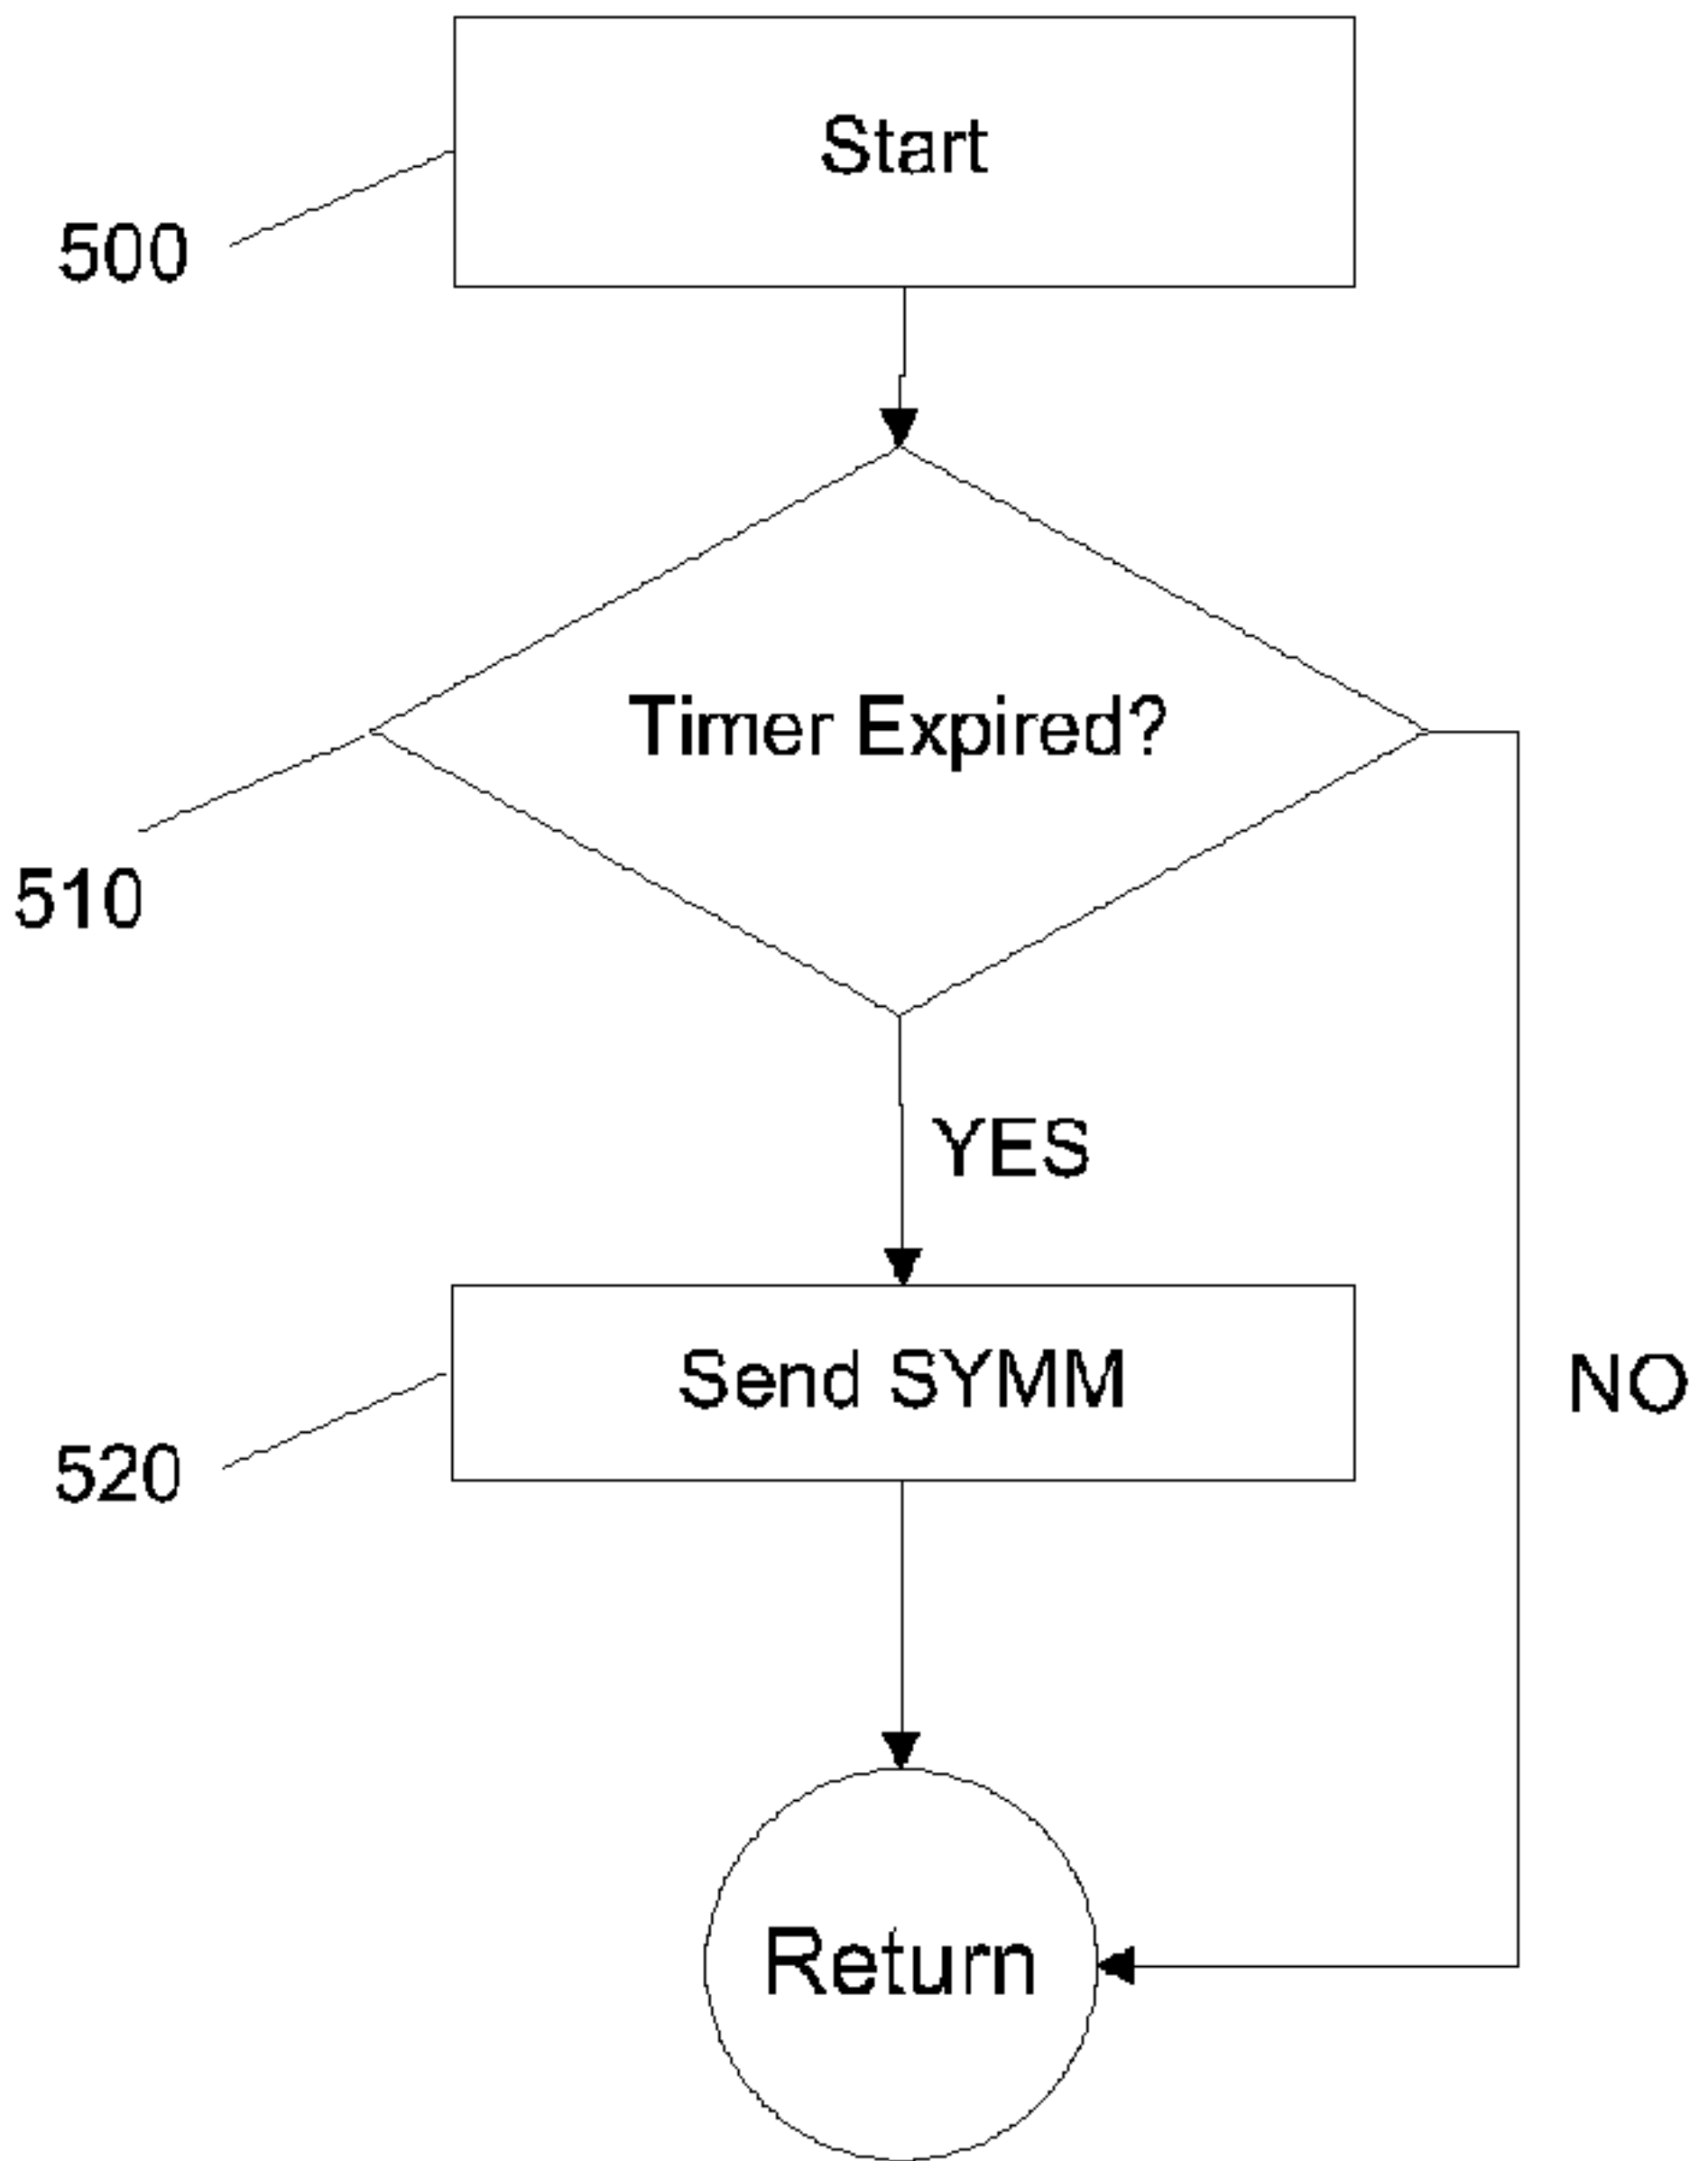 Start
500
Timer Expired?
510
YES
Send SYMM
NO
520
Return